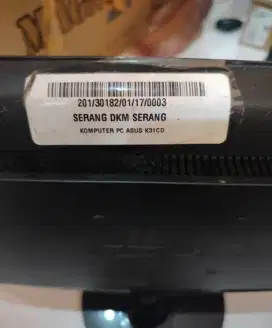 201/30182/01/17/0003
SERANG DKM SERANG
KOMPUTER PC ASUS K31CD